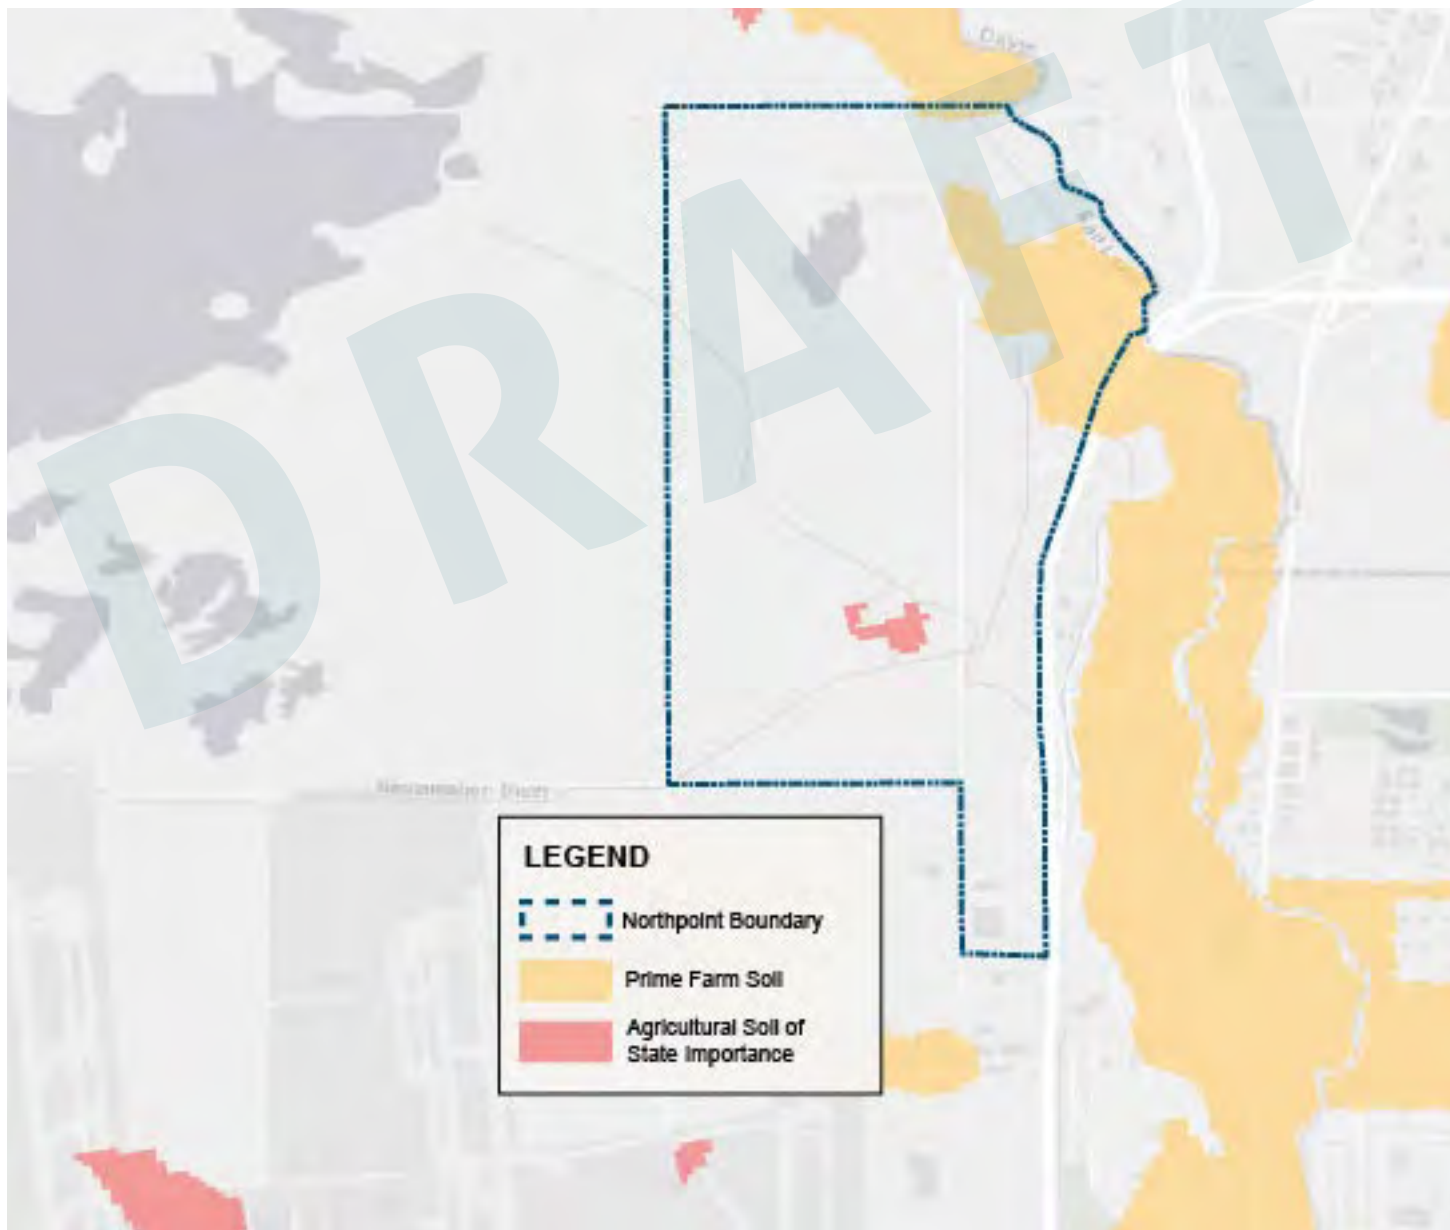 DRAFT
LEGEND
Northpoint Boundary
Prime Farm Soil
Agricultural Soil of
State Importance